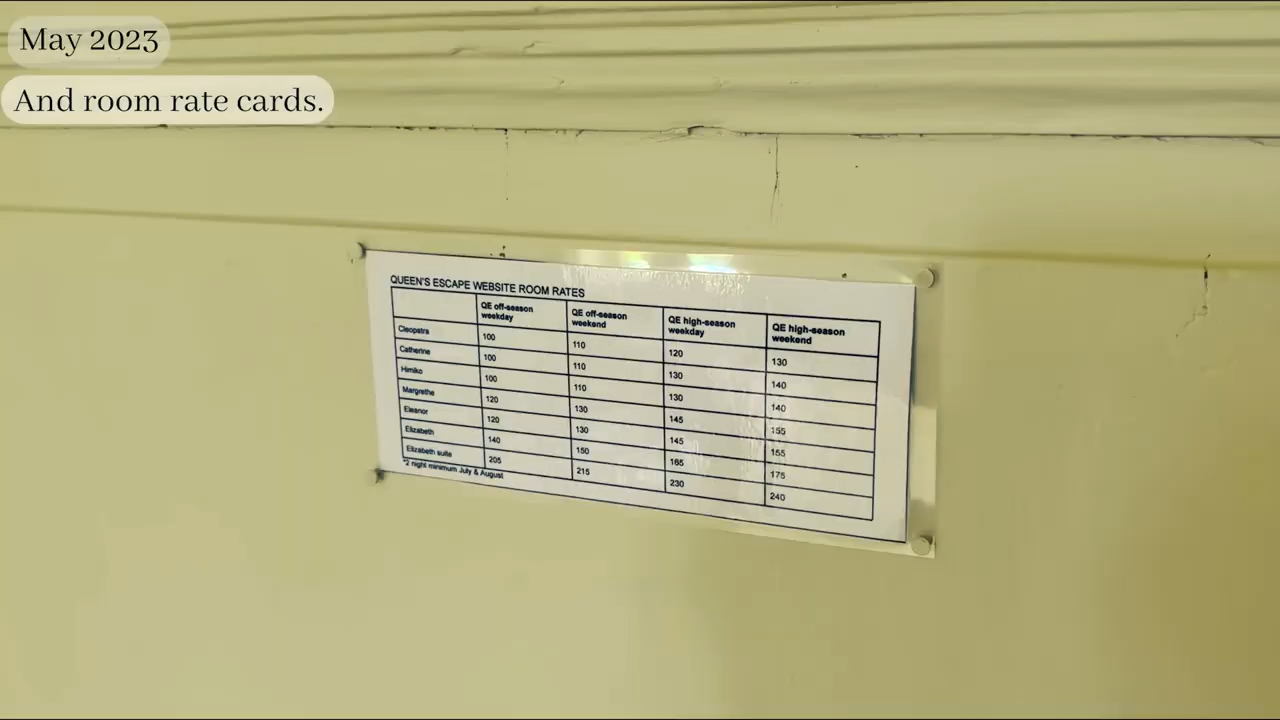 May 2023
And room rate cards.
QUEEN'S ESCAPE WEBSITE ROOM RATES
QE off-season weekday QE off-season weekend QE high-season weekday QE high-season weekend
Cleopatra 100 110 120 130
Catherine 100 110 130 140
Himiko 100 110 130 140
Margrethe 120 130 145 155
Eleanor 120 130 145 155
Elizabeth 140 150 165 175
Elizabeth suite 205 215 230 240
*2 night minimum July & August